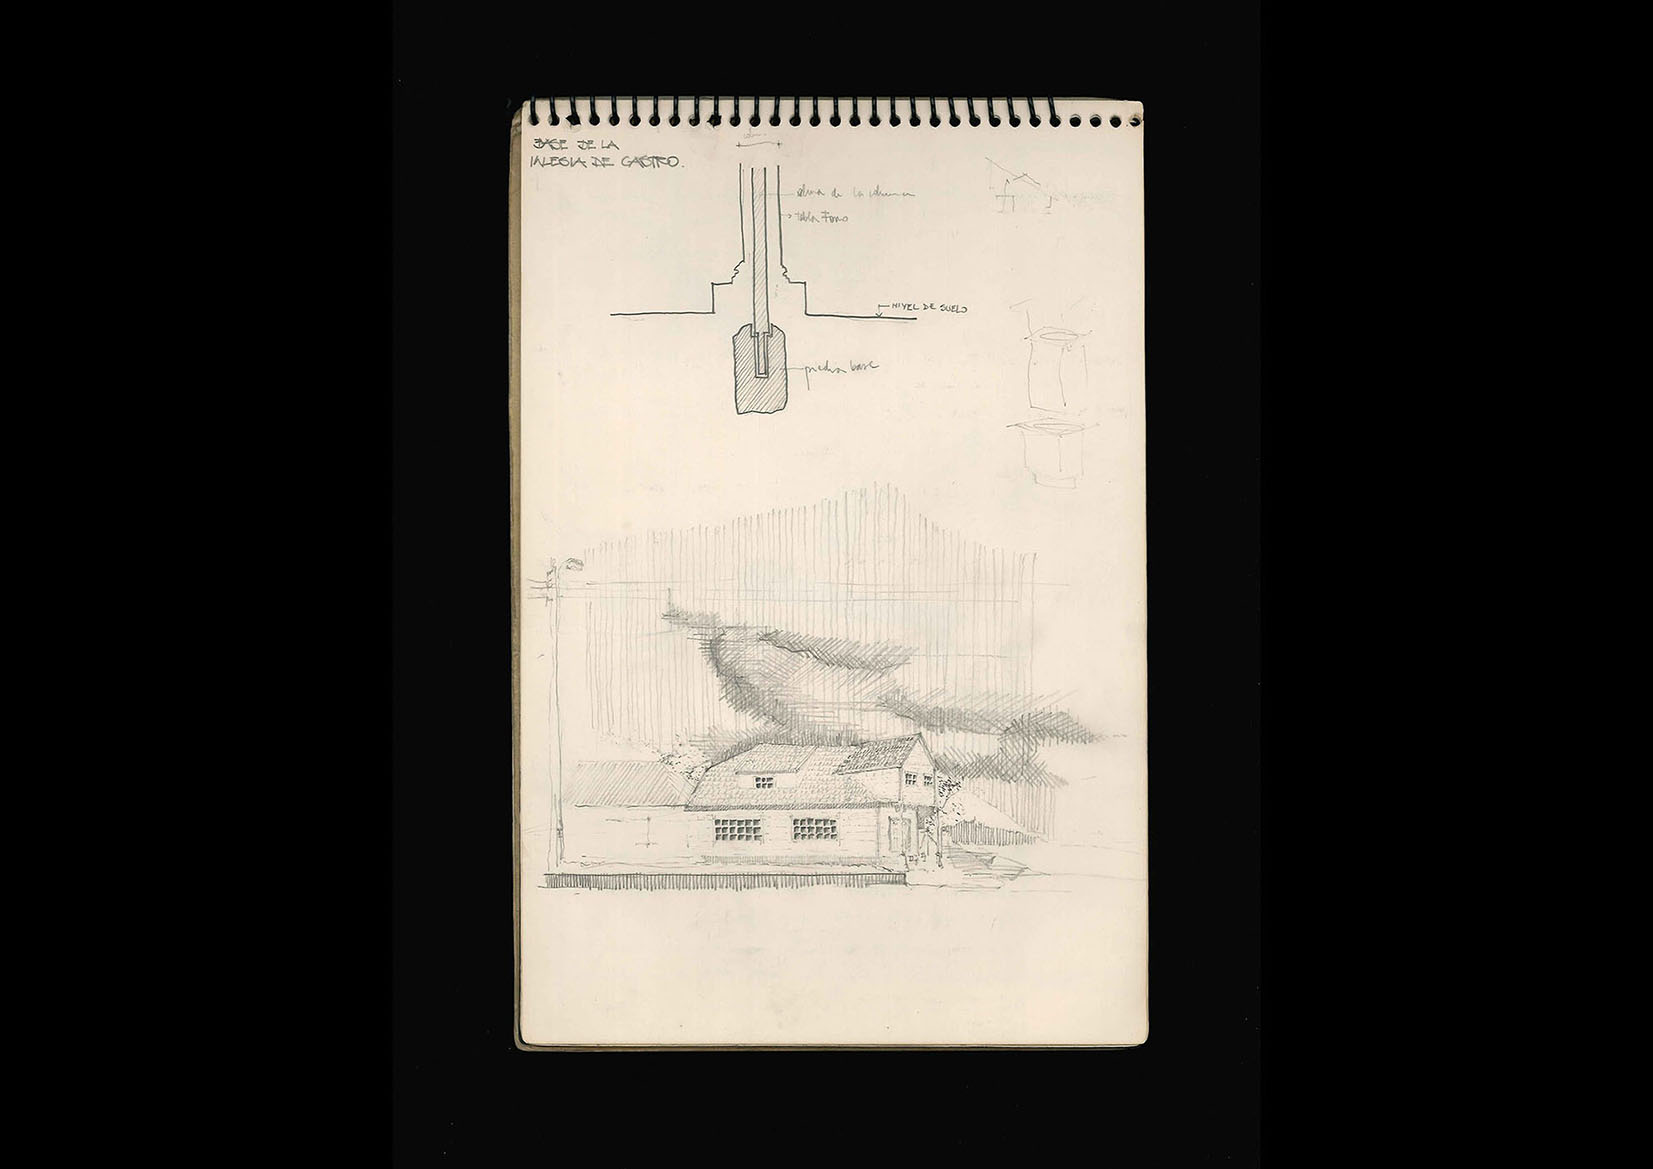 BASE DE LA
IGLESIA DE CASTRO.
alma de la columna
tabla Forro
NIVEL DE SUELO
piedra base